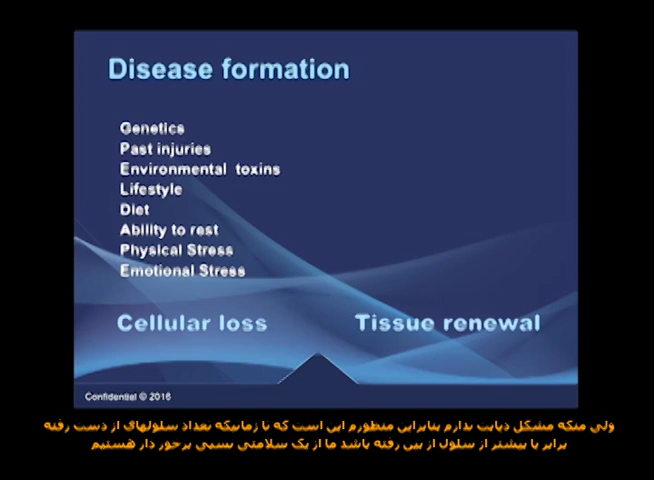 Disease formation
Genetics
Past injuries
Environmental toxins
Lifestyle
Diet
Ability to rest
Physical Stress
Emotional Stress
Cellular loss
Tissue renewal
Confidential © 2016
ولی منکه مشکل دیابت ندارم بنابراین منظورم این است که تا زمانیکه تعداد سلولهای از دست رفته
برابر یا بیشتر از سلول از بین رفته باشد ما از یک سلامتی نسبی برخور دار هستیم